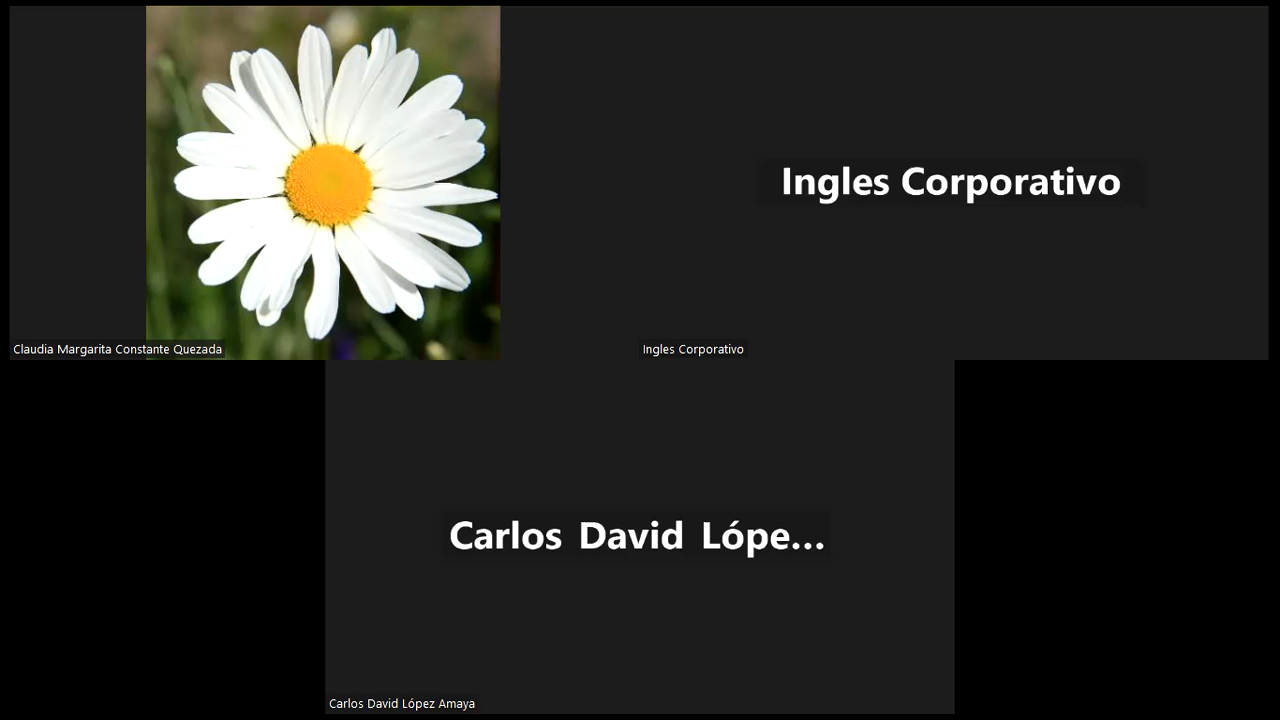 Ingles Corporativo
Claudia Margarita Constante Quezada
Ingles Corporativo
Carlos David Lópe...
Carlos David López Amaya